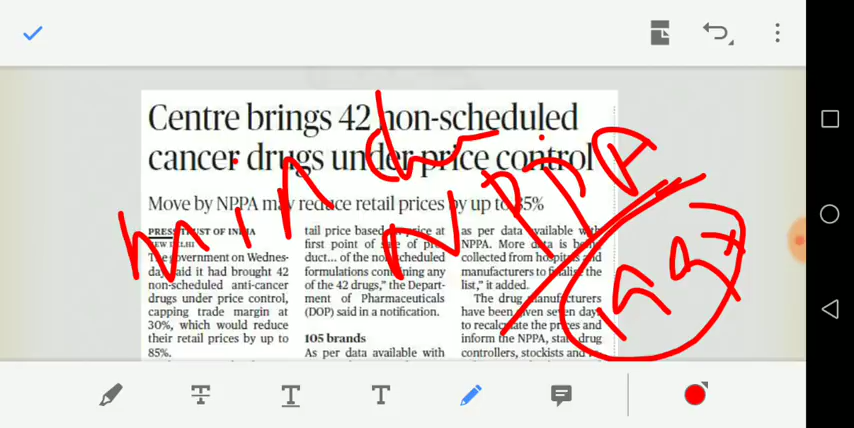 Centre brings 42 non-scheduled
cancer drugs under price control
Move by NPPA may reduce retail prices by up to 85%
PRESS TRUST OF INDIA
NEW DELHI
The government on Wednes-
day said it had brought 42
non-scheduled anti-cancer
drugs under price control,
capping trade margin at
30%, which would reduce
their retail prices by up to
85%.
tail price based on price at
first point of sale of pro-
duct... of the non-scheduled
formulations containing any
of the 42 drugs," the Depart-
ment of Pharmaceuticals
(DOP) said in a notification.
105 brands
As per data available with
as per data available with
NPPA. More data is being
collected from hospitals and
manufacturers to finalise the
list," it added.
The drug manufacturers
have been given seven days
to recalculate the prices and
inform the NPPA, state drug
controllers, stockists and
NPPA
1997
T
T
T